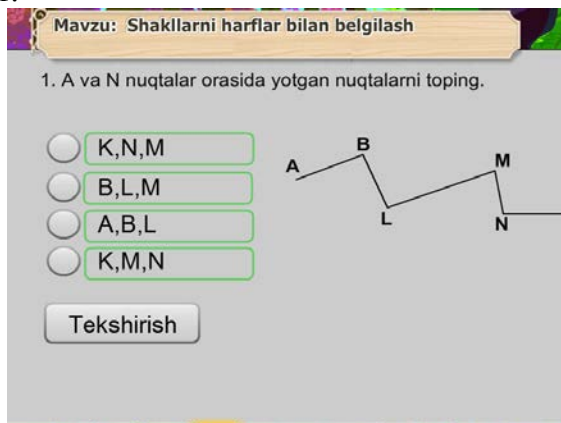 Mavzu: Shakllarni harflar bilan belgilash
1. A va N nuqtalar orasida yotgan nuqtalarni toping.
K,N,M
B,L,M
A,B,L
K,M,N
A
B
M
L
N
Tekshirish